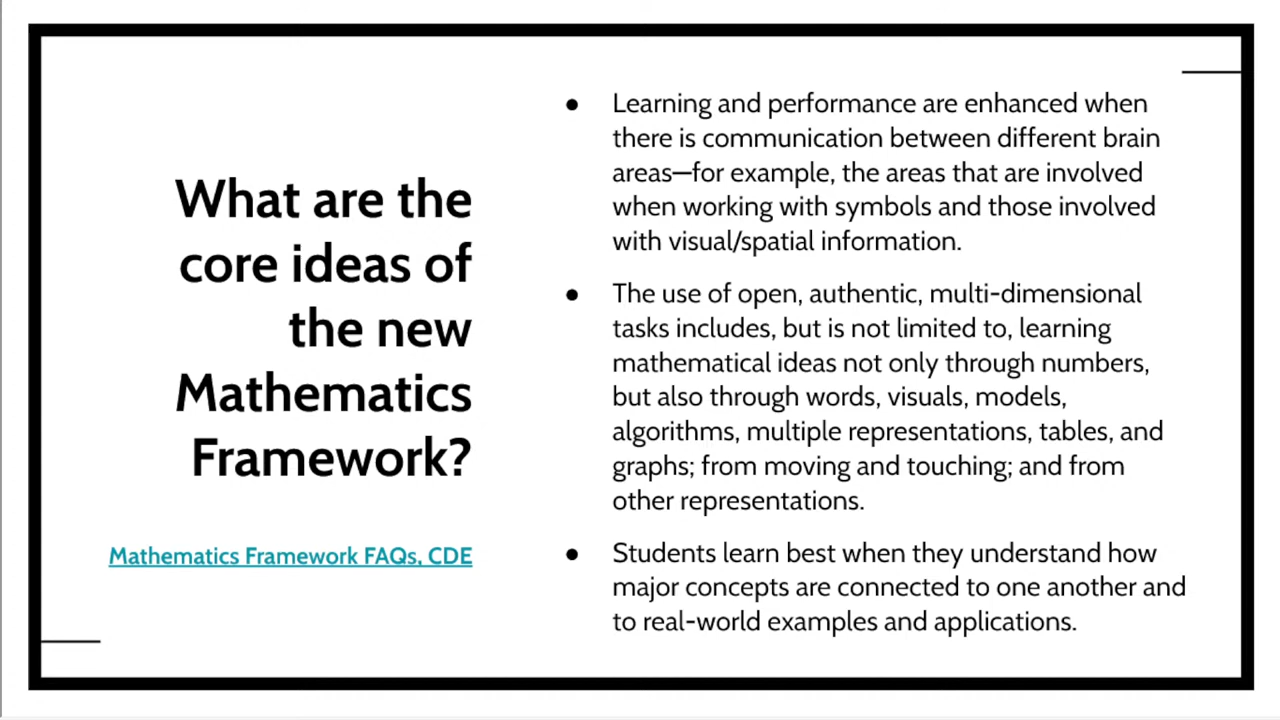 What are the
core ideas of
the new
Mathematics
Framework?
Mathematics Framework FAQs, CDE
● Learning and performance are enhanced when
there is communication between different brain
areas—for example, the areas that are involved
when working with symbols and those involved
with visual/spatial information.
● The use of open, authentic, multi-dimensional
tasks includes, but is not limited to, learning
mathematical ideas not only through numbers,
but also through words, visuals, models,
algorithms, multiple representations, tables, and
graphs; from moving and touching; and from
other representations.
● Students learn best when they understand how
major concepts are connected to one another and
to real-world examples and applications.